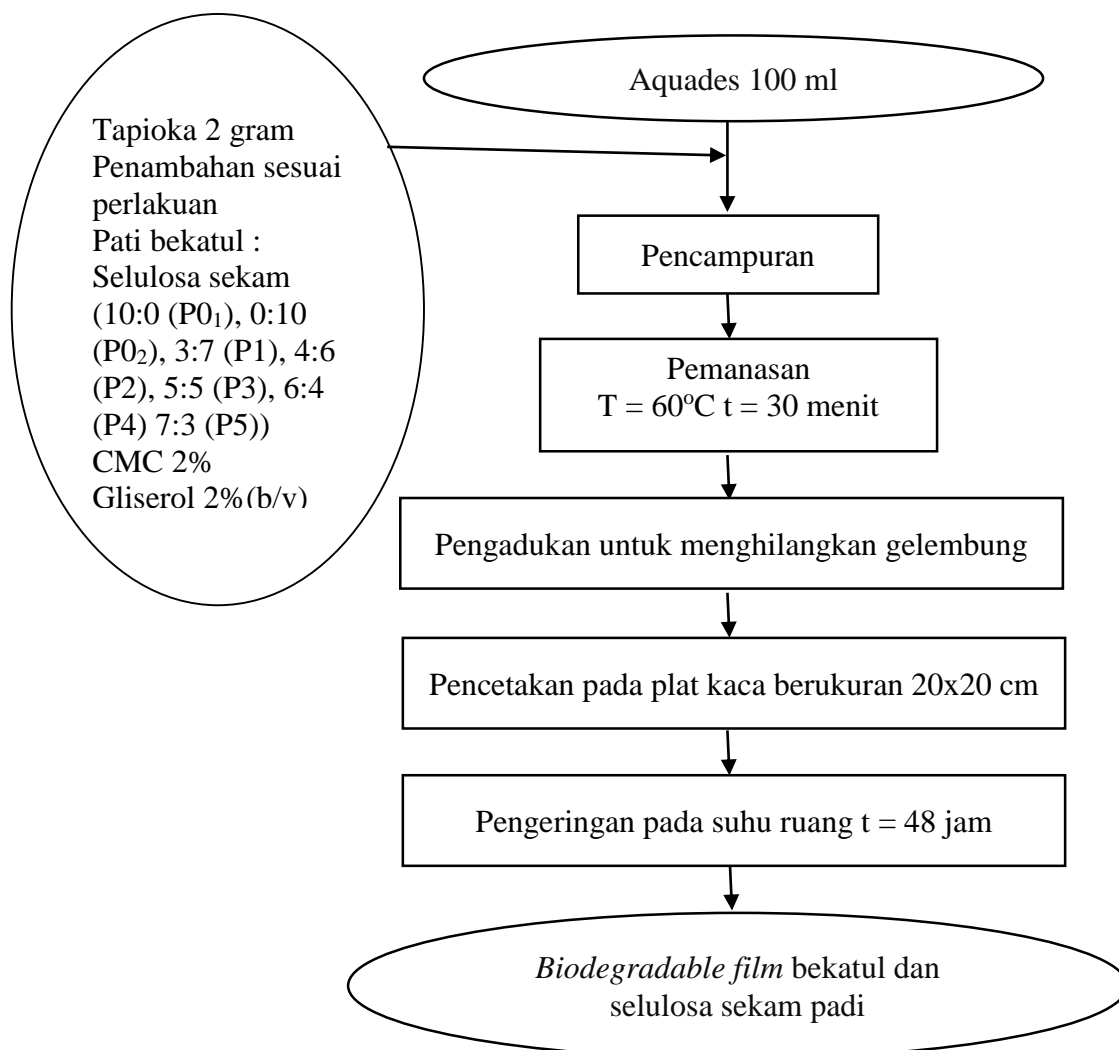 Aquades 100 ml
Tapioka 2 gram
Penambahan sesuai
perlakuan
Pati bekatul :
Selulosa sekam
(10:0 (P0₁), 0:10
(P0₂), 3:7 (P1), 4:6
(P2), 5:5 (P3), 6:4
(P4) 7:3 (P5))
CMC 2%
Gliserol 2%(b/v)
Pencampuran
Pemanasan
T = 60°C t = 30 menit
Pengadukan untuk menghilangkan gelembung
Pencetakan pada plat kaca berukuran 20x20 cm
Pengeringan pada suhu ruang t = 48 jam
Biodegradable film bekatul dan
selulosa sekam padi